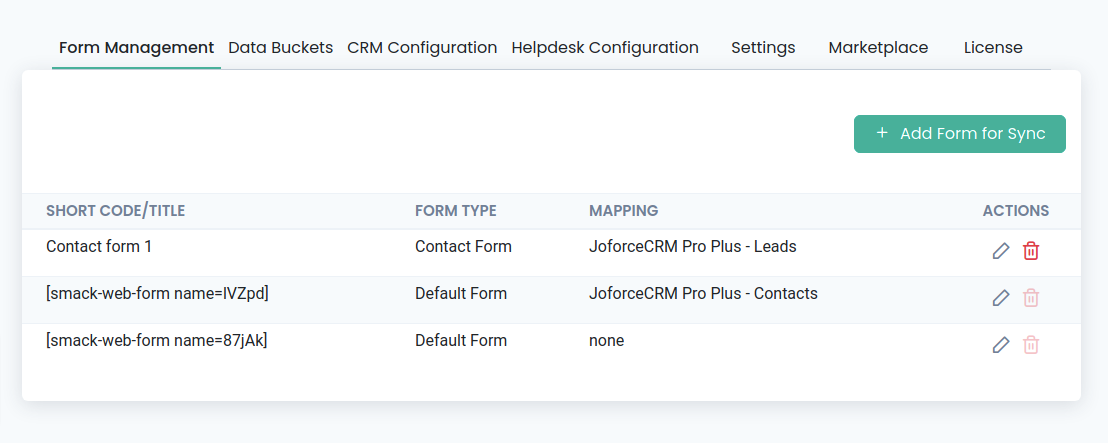 Form Management Data Buckets CRM Configuration Helpdesk Configuration Settings Marketplace License
+ Add Form for Sync
SHORT CODE/TITLE FORM TYPE MAPPING ACTIONS
Contact form 1 Contact Form JoforceCRM Pro Plus - Leads
[smack-web-form name=IVZpd] Default Form JoforceCRM Pro Plus - Contacts
[smack-web-form name=87jAk] Default Form none